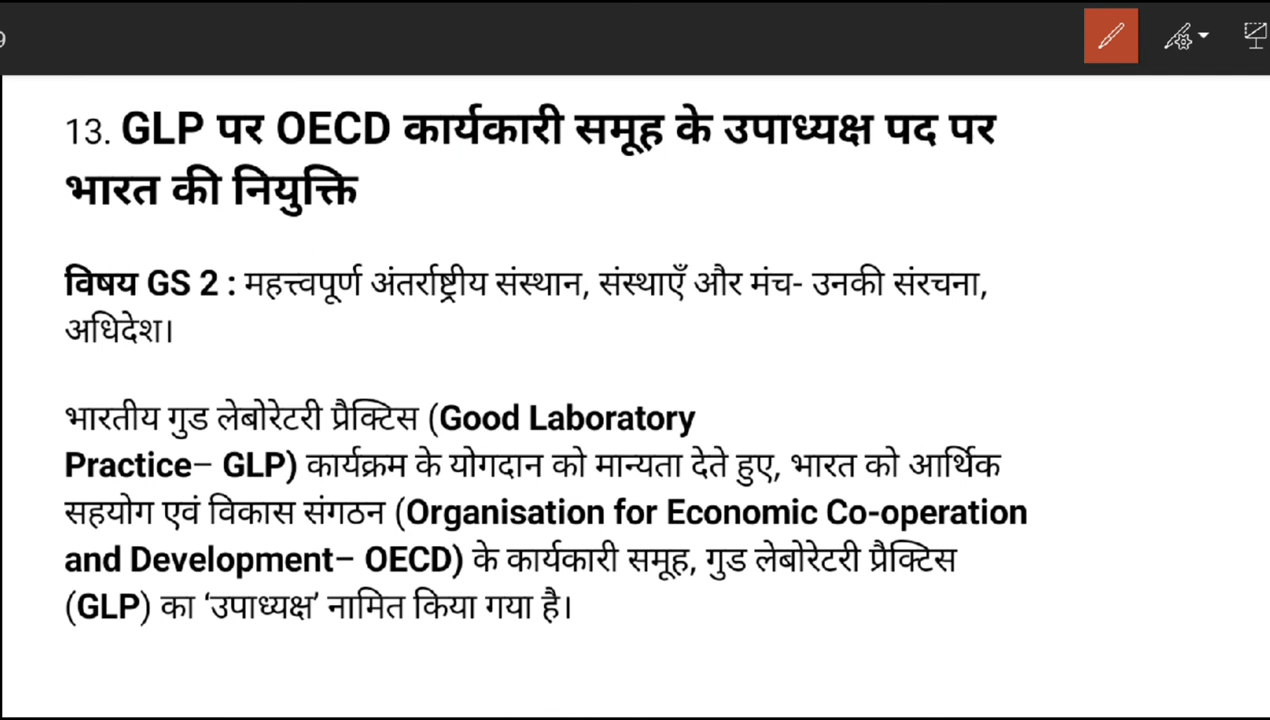 9
13. GLP पर OECD कार्यकारी समूह के उपाध्यक्ष पद पर
भारत की नियुक्ति
विषय GS 2 : महत्त्वपूर्ण अंतर्राष्ट्रीय संस्थान, संस्थाएँ और मंच- उनकी संरचना,
अधिदेश।
भारतीय गुड लेबोरेटरी प्रैक्टिस (Good Laboratory
Practice– GLP) कार्यक्रम के योगदान को मान्यता देते हुए, भारत को आर्थिक
सहयोग एवं विकास संगठन (Organisation for Economic Co-operation
and Development– OECD) के कार्यकारी समूह, गुड लेबोरेटरी प्रैक्टिस
(GLP) का ‘उपाध्यक्ष’ नामित किया गया है।